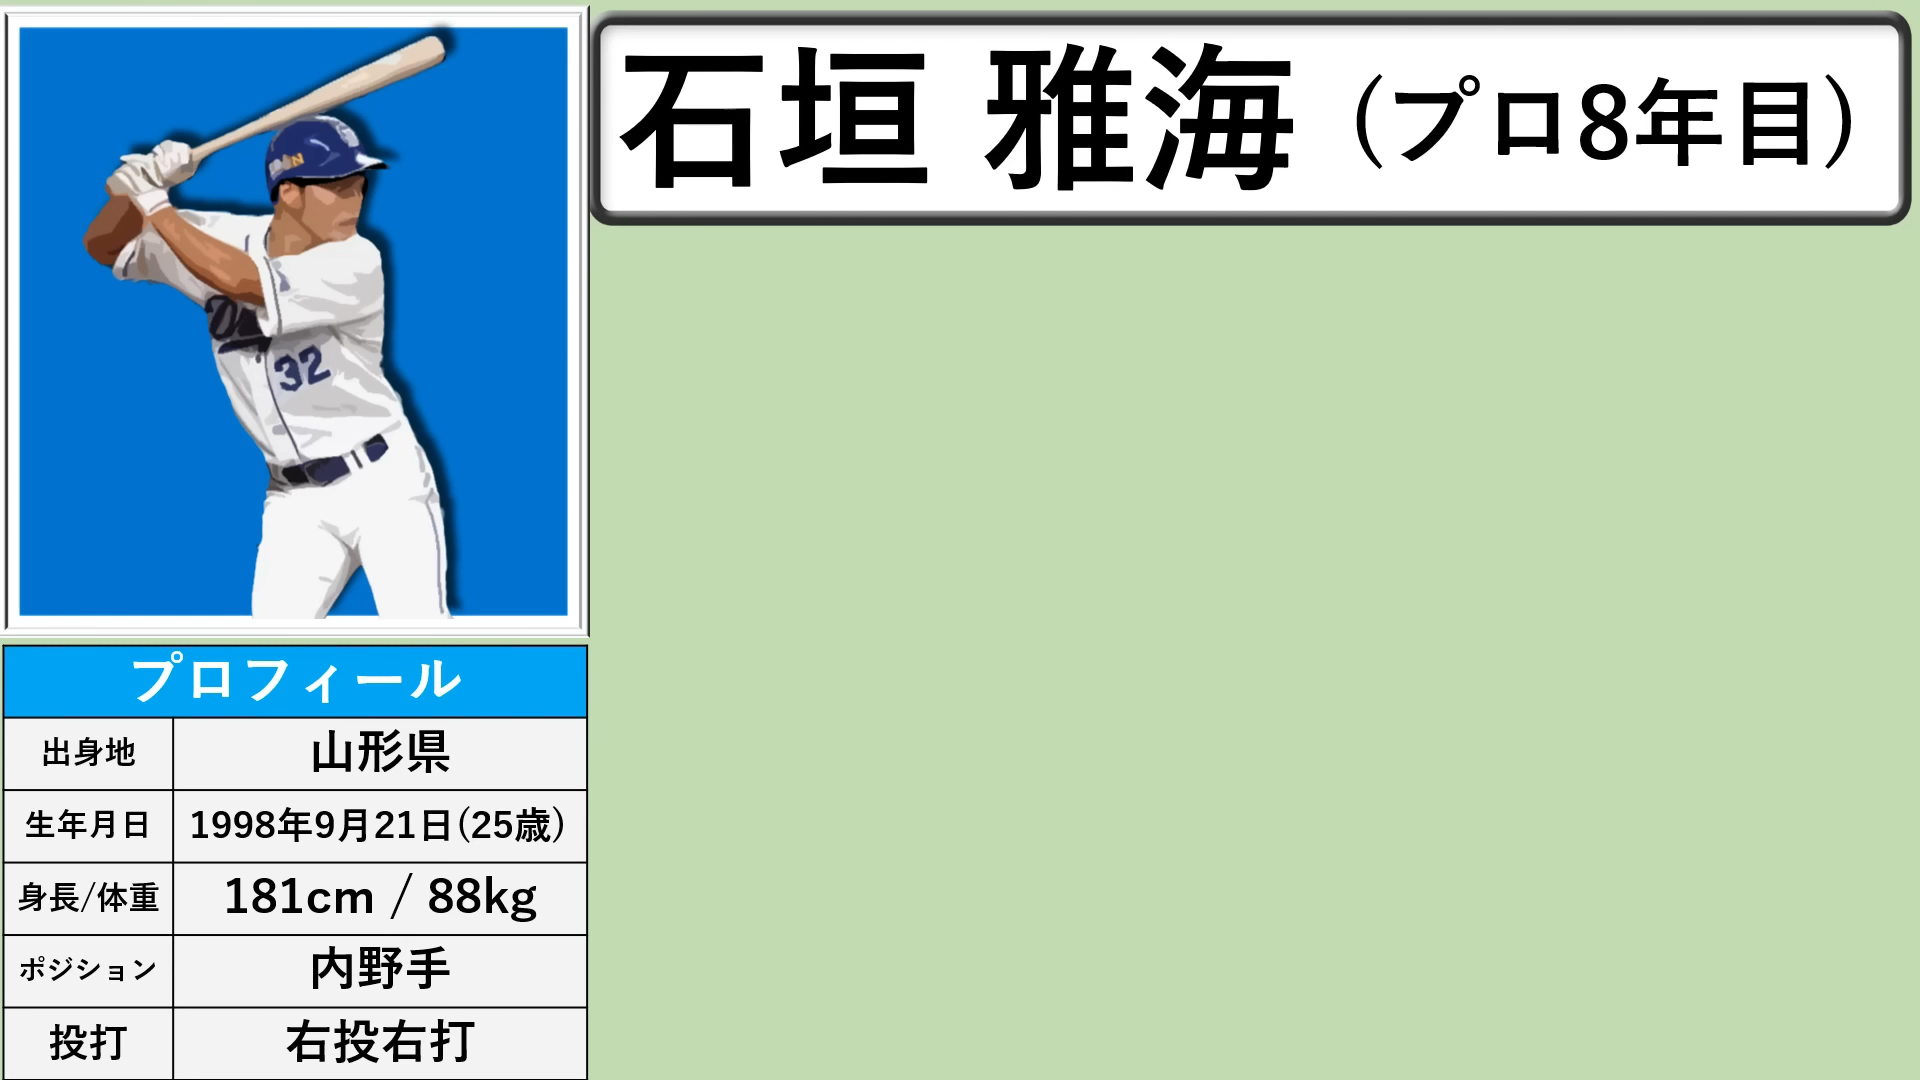 石垣 雅海（プロ8年目）
32
プロフィール
出身地 山形県
生年月日 1998年9月21日(25歳)
身長/体重 181cm / 88kg
ポジション 内野手
投打 右投右打